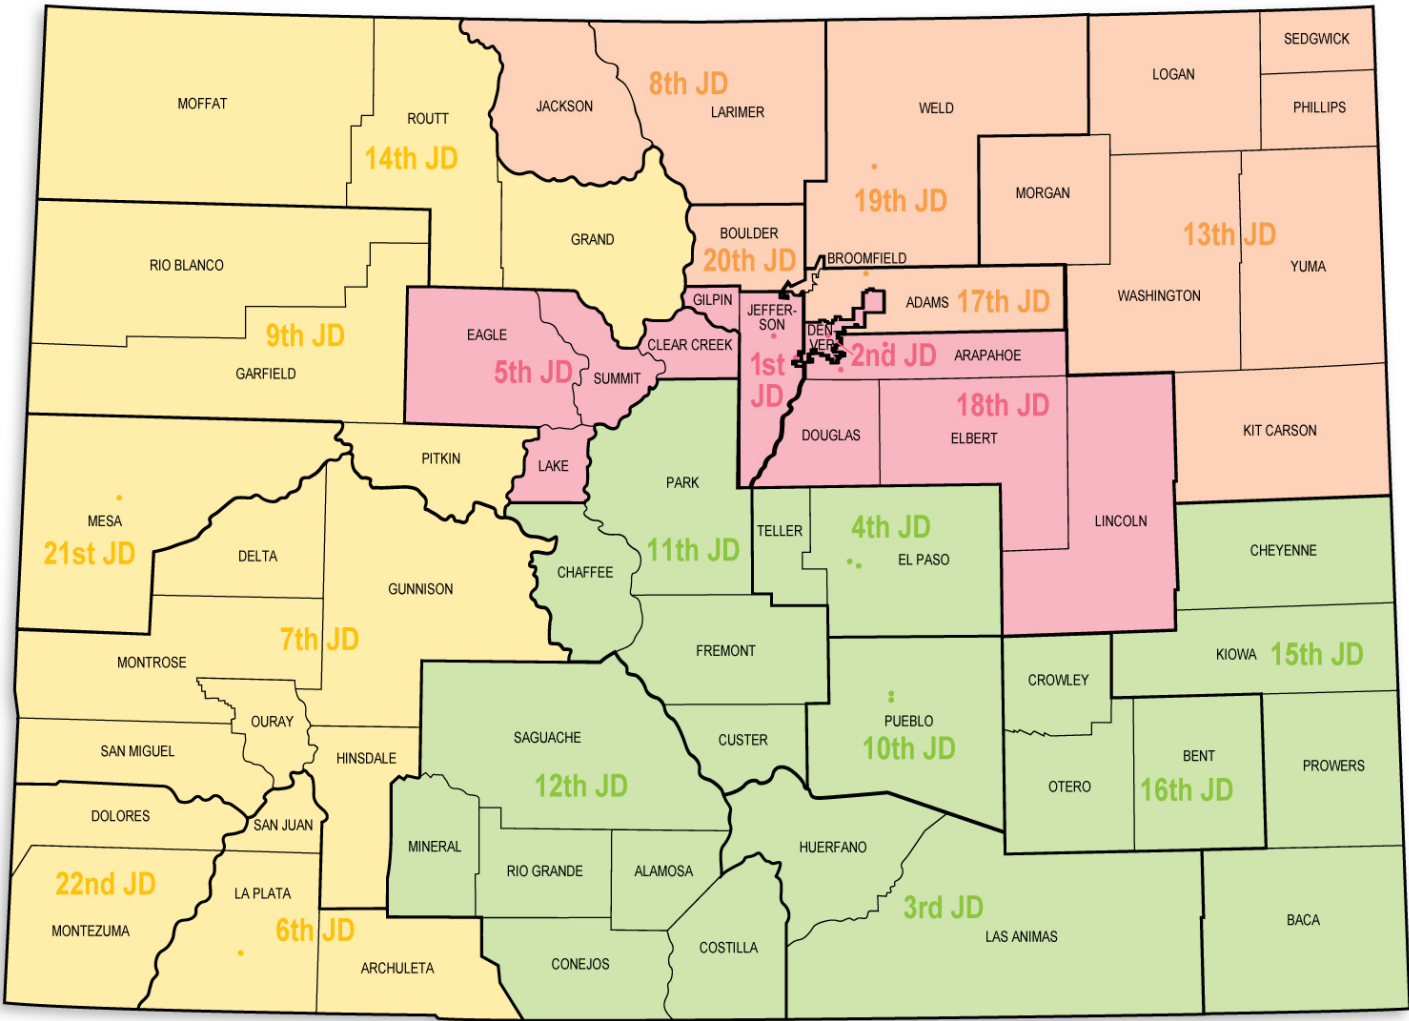 SEDGWICK
LOGAN
8th JD
MOFFAT
JACKSON
LARIMER
WELD
PHILLIPS
ROUTT
14th JD
MORGAN
19th JD
GRAND
BOULDER
20th JD
13th JD
RIO BLANCO
BROOMFIELD
YUMA
GILPIN
ADAMS
17th JD
WASHINGTON
9th JD
EAGLE
JEFFER-
SON
DEN-
VER
CLEAR CREEK
2nd JD
ARAPAHOE
GARFIELD
5th JD
SUMMIT
1st
JD
18th JD
PITKIN
LAKE
DOUGLAS
ELBERT
KIT CARSON
PARK
MESA
21st JD
LINCOLN
TELLER
4th JD
EL PASO
DELTA
11th JD
CHEYENNE
CHAFFEE
GUNNISON
7th JD
MONTROSE
FREMONT
KIOWA
15th JD
CROWLEY
OURAY
PUEBLO
10th JD
SAN MIGUEL
HINSDALE
SAGUACHE
12th JD
CUSTER
BENT
16th JD
OTERO
PROWERS
DOLORES
SAN JUAN
MINERAL
HUERFANO
RIO GRANDE
ALAMOSA
22nd JD
LA PLATA
3rd JD
MONTEZUMA
6th JD
LAS ANIMAS
BACA
COSTILLA
ARCHULETA
CONEJOS